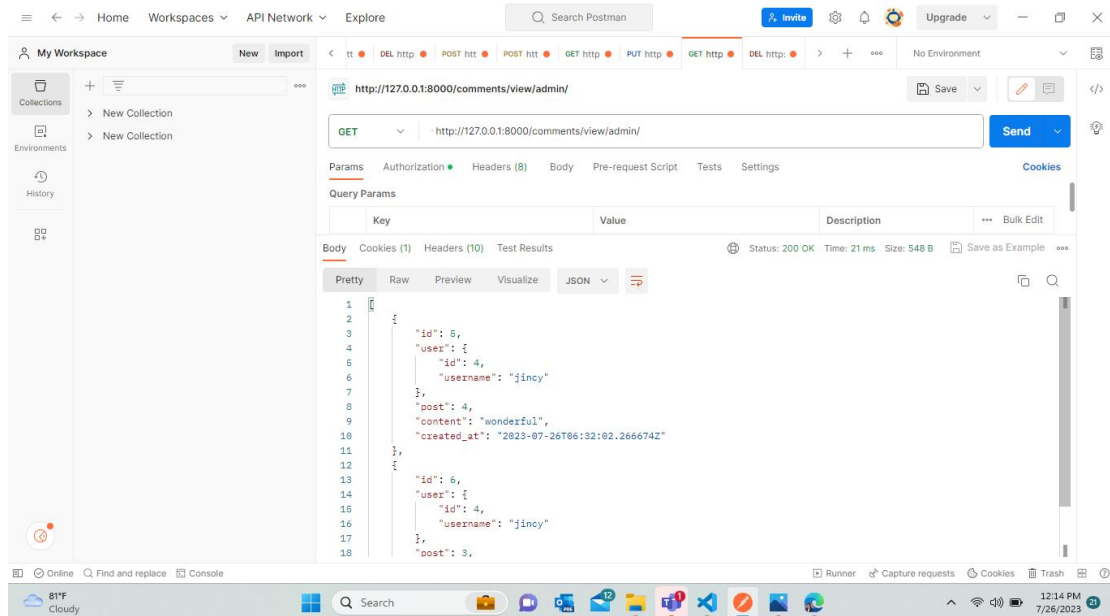 Home Workspaces API Network Explore Search Postman Invite Upgrade
My Workspace New Import tt DEL http POST htt POST htt GET http PUT http GET http DEL http: No Environment
Collections
Environments
History
New Collection
New Collection
HTTP http://127.0.0.1:8000/comments/view/admin/ Save
GET http://127.0.0.1:8000/comments/view/admin/ Send
Params Authorization Headers (8) Body Pre-request Script Tests Settings Cookies
Query Params
Key Value Description Bulk Edit
Body Cookies (1) Headers (10) Test Results Status: 200 OK Time: 21 ms Size: 548 B Save as Example
Pretty Raw Preview Visualize JSON
1 [
2 {
3 "id": 5,
4 "user": {
5 "id": 4,
6 "username": "jincy"
7 },
8 "post": 4,
9 "content": "wonderful",
10 "created_at": "2023-07-26T06:32:02.266674Z"
11 },
12 {
13 "id": 6,
14 "user": {
15 "id": 4,
16 "username": "jincy"
17 },
18 "post": 3,
Online Find and replace Console Runner Capture requests Cookies Trash
81°F
Cloudy
Search
12
12:14 PM
7/26/2023
21